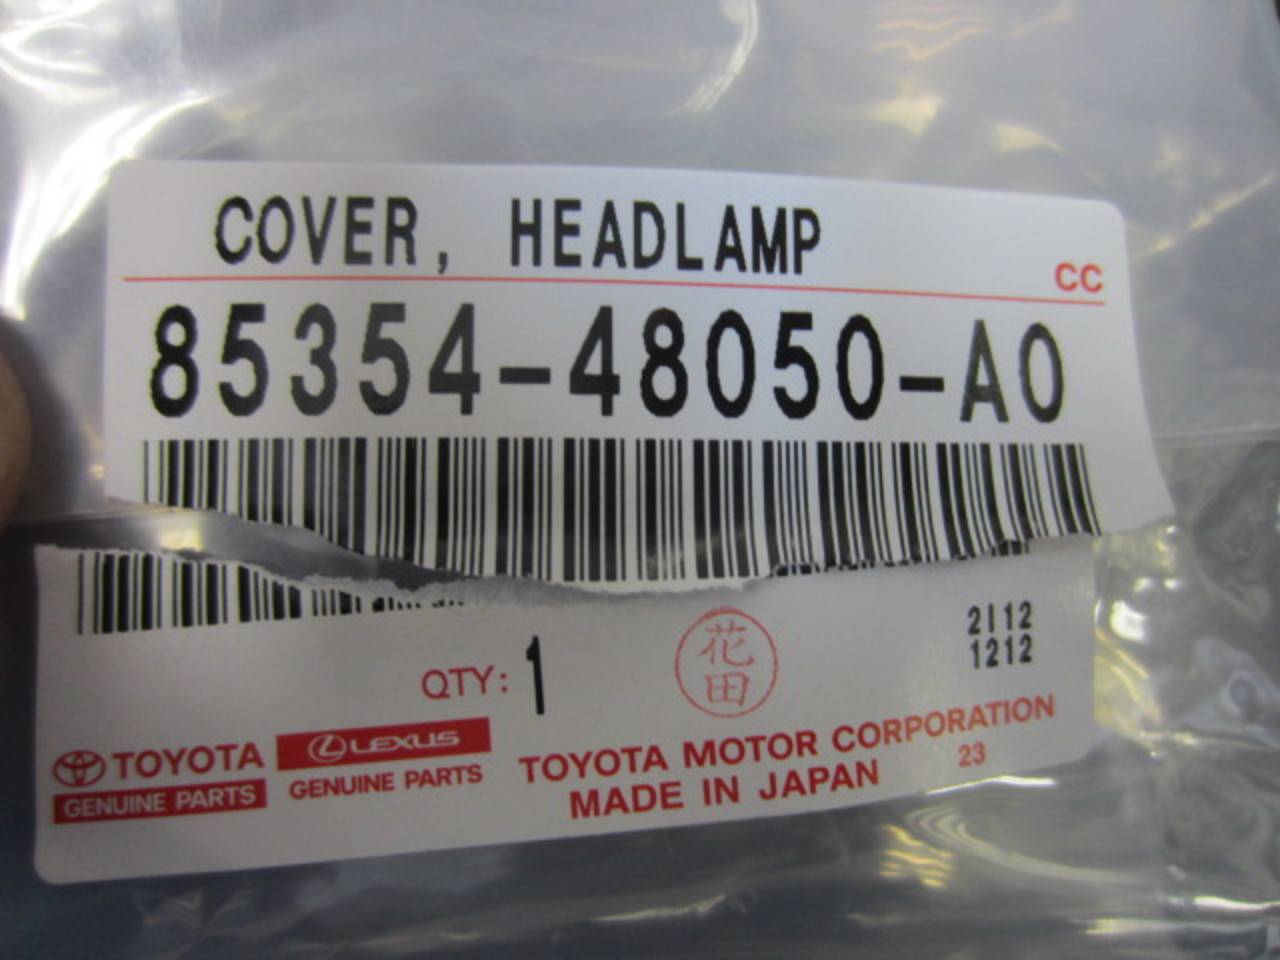 COVER, HEADLAMP
CC
85354-48050-A0
QTY: 1
花田
2112
1212
TOYOTA
GENUINE PARTS
LEXUS
GENUINE PARTS
TOYOTA MOTOR CORPORATION
MADE IN JAPAN
23